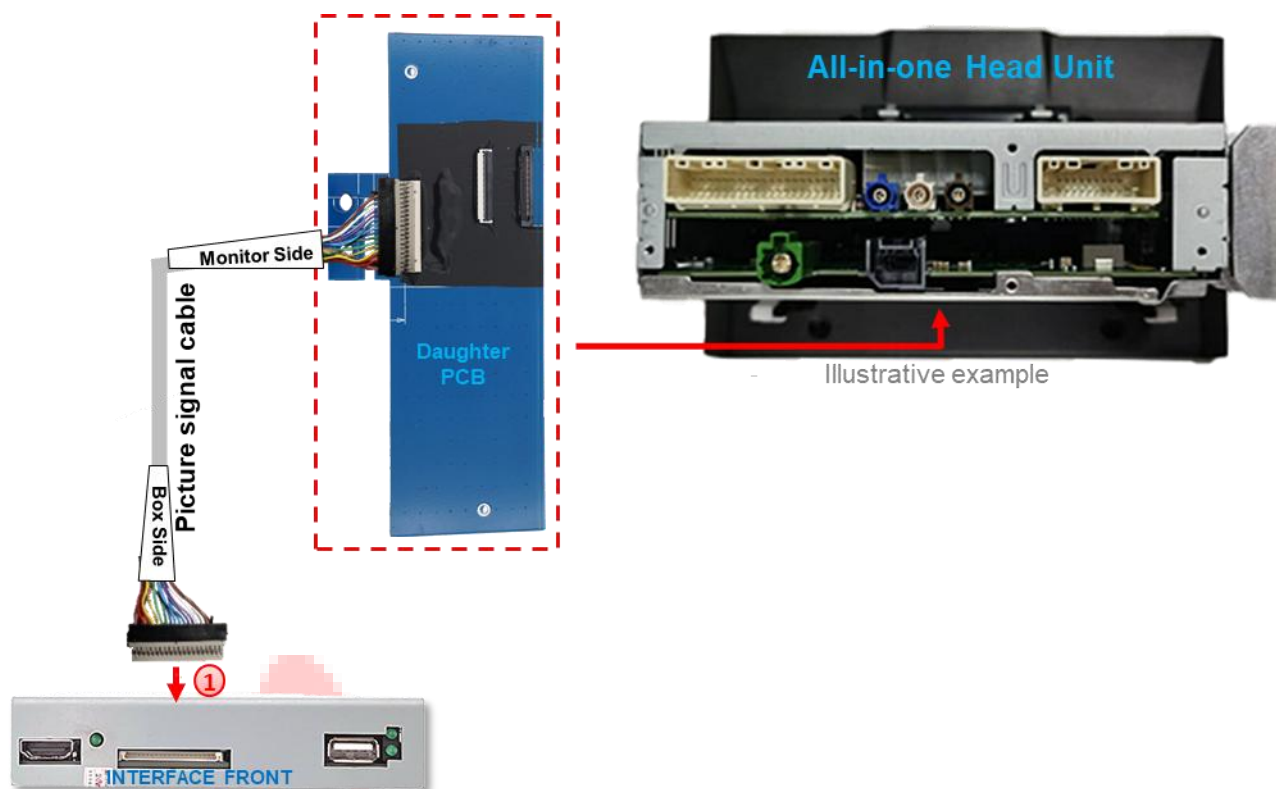 All-in-one Head Unit
Monitor Side
Picture signal cable
Daughter
PCB
Illustrative example
Box Side
1
INTERFACE FRONT